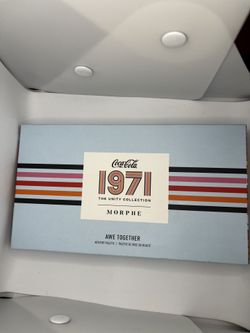 Coca-Cola
1971
THE UNITY COLLECTION
MORPHE
AWE TOGETHER